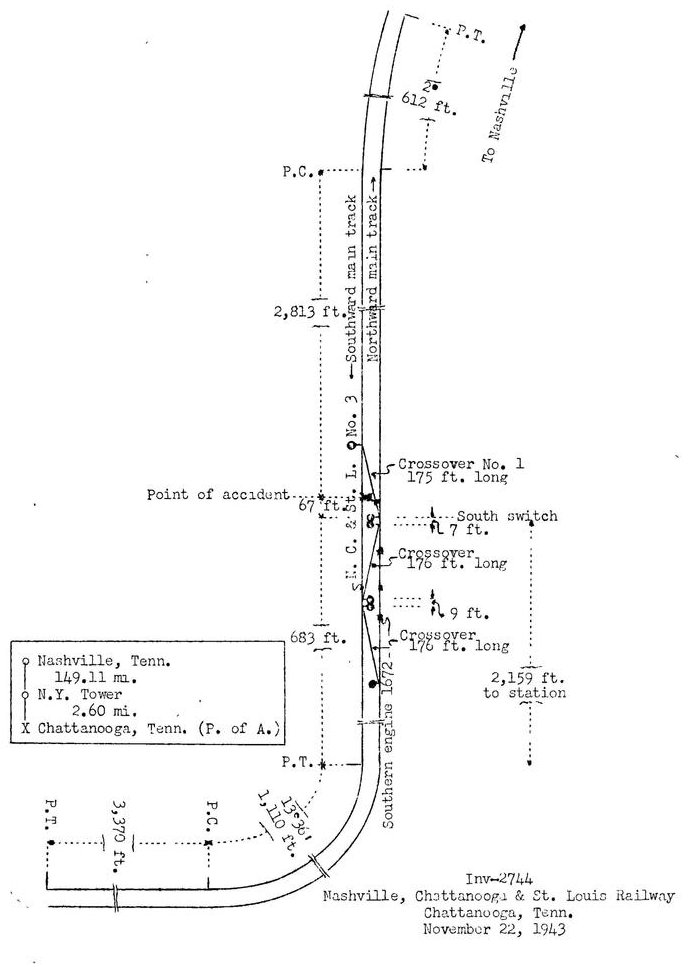 P.T.
2°
612 ft.
To Nashville
P.C.
Southward main track
Northward main track
2,813 ft.
N. C. & St. L. No. 3
Crossover No. 1
175 ft. long
Point of accident
67 ft.
South switch
7 ft.
Crossover
176 ft. long
9 ft.
683 ft.
Crossover
176 ft. long
Nashville, Tenn.
149.11 mi.
N.Y. Tower
2.60 mi.
X Chattanooga, Tenn. (P. of A.)
2,159 ft.
to station
Southern engine 1672
P.T.
P.T.
3,370 ft.
P.C.
13°36'
1,110 ft.
Inv-2744
Nashville, Chattanooga & St. Louis Railway
Chattanooga, Tenn.
November 22, 1943